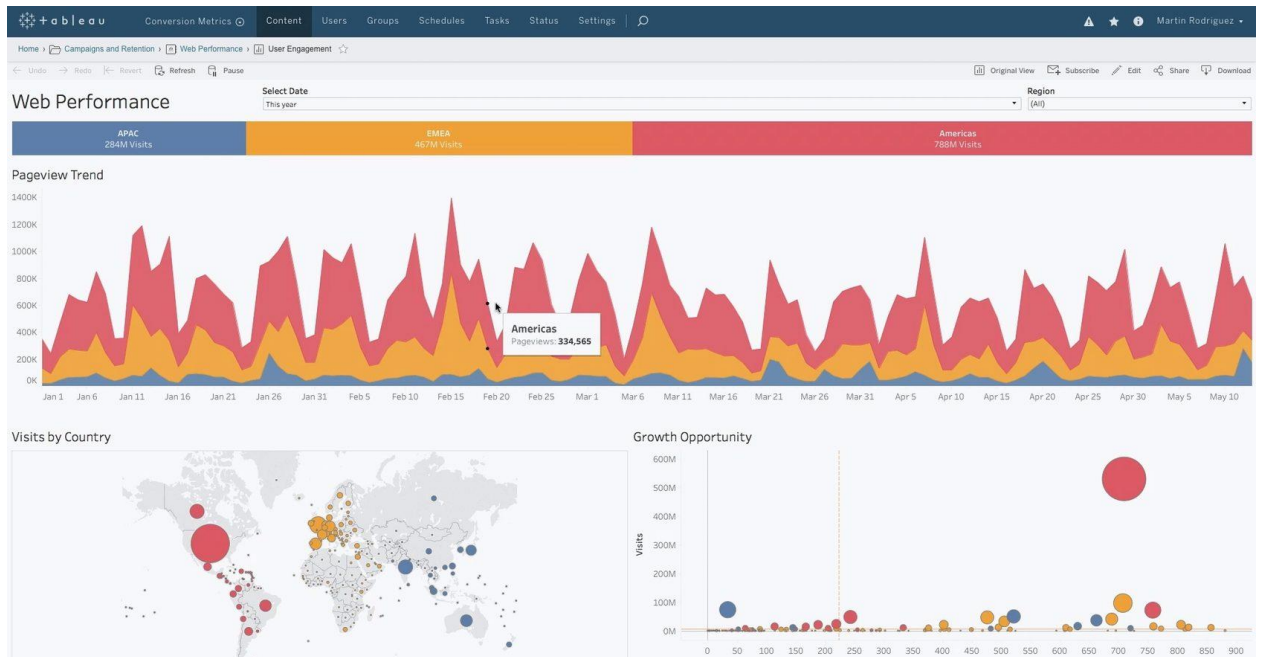 +ableau Conversion Metrics Content Users Groups Schedules Tasks Status Settings Martin Rodriguez
Home › Campaigns and Retention › Web Performance › User Engagement
Undo Redo Revert Refresh Pause Original View Subscribe Edit Share Download
Web Performance
Select Date
This year
Region
(All)
APAC
284M Visits
EMEA
467M Visits
Americas
788M Visits
Pageview Trend
1400K
1200K
1000K
800K
600K
400K
200K
0K
Americas
Pageviews: 334,565
Jan 1 Jan 6 Jan 11 Jan 16 Jan 21 Jan 26 Jan 31 Feb 5 Feb 10 Feb 15 Feb 20 Feb 25 Mar 1 Mar 6 Mar 11 Mar 16 Mar 21 Mar 26 Mar 31 Apr 5 Apr 10 Apr 15 Apr 20 Apr 25 Apr 30 May 5 May 10
Visits by Country
Growth Opportunity
600M
500M
400M
300M
200M
100M
0M
Visits
0 50 100 150 200 250 300 350 400 450 500 550 600 650 700 750 800 850 900